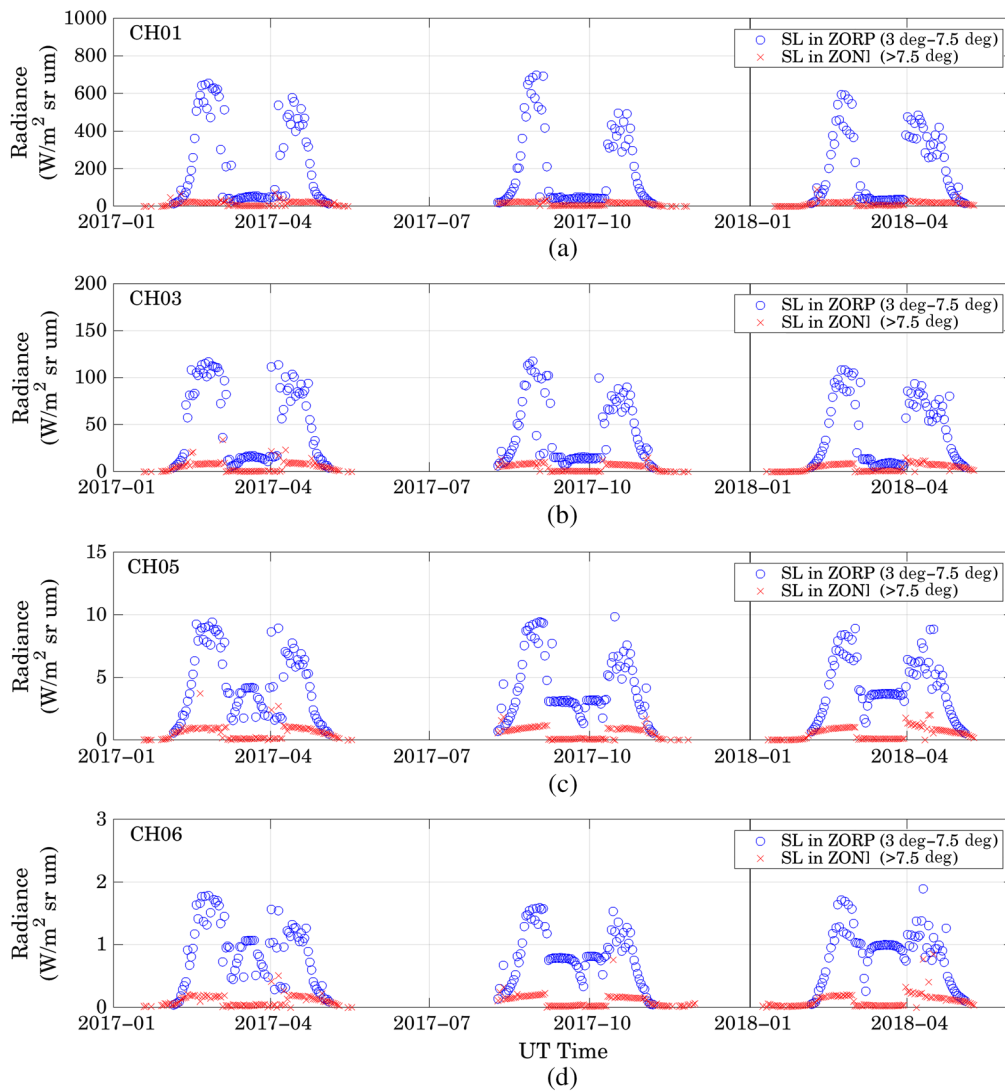 1000
CH01
SL in ZORP (3 deg–7.5 deg)
SL in ZON] (>7.5 deg)
800
600
400
200
0
Radiance
(W/m² sr um)
2017–01 2017–04 2017–07 2017–10 2018–01 2018–04
(a)
200
CH03
SL in ZORP (3 deg–7.5 deg)
SL in ZON] (>7.5 deg)
150
100
50
0
Radiance
(W/m² sr um)
2017–01 2017–04 2017–07 2017–10 2018–01 2018–04
(b)
15
CH05
SL in ZORP (3 deg–7.5 deg)
SL in ZON] (>7.5 deg)
10
5
0
Radiance
(W/m² sr um)
2017–01 2017–04 2017–07 2017–10 2018–01 2018–04
(c)
3
CH06
SL in ZORP (3 deg–7.5 deg)
SL in ZON] (>7.5 deg)
2
1
0
Radiance
(W/m² sr um)
2017–01 2017–04 2017–07 2017–10 2018–01 2018–04
UT Time
(d)